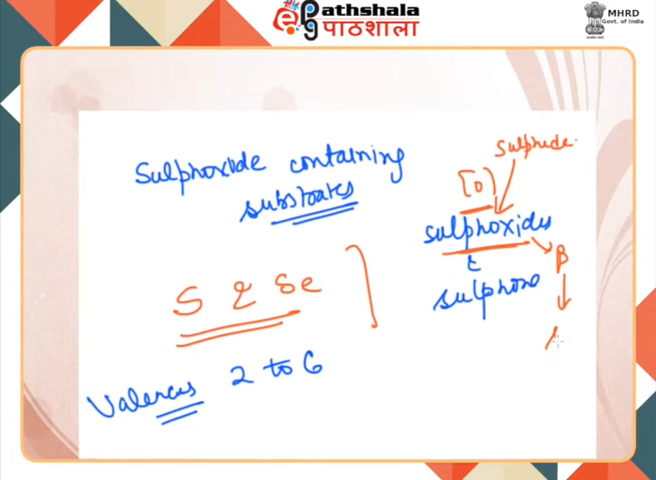 Pathshala
पाठशाला
MHRD
Govt. of India
Sulphoxide containing
substrates
S & Se
Valences 2 to 6
sulphide
[O]
sulphoxides
&
sulphone
β